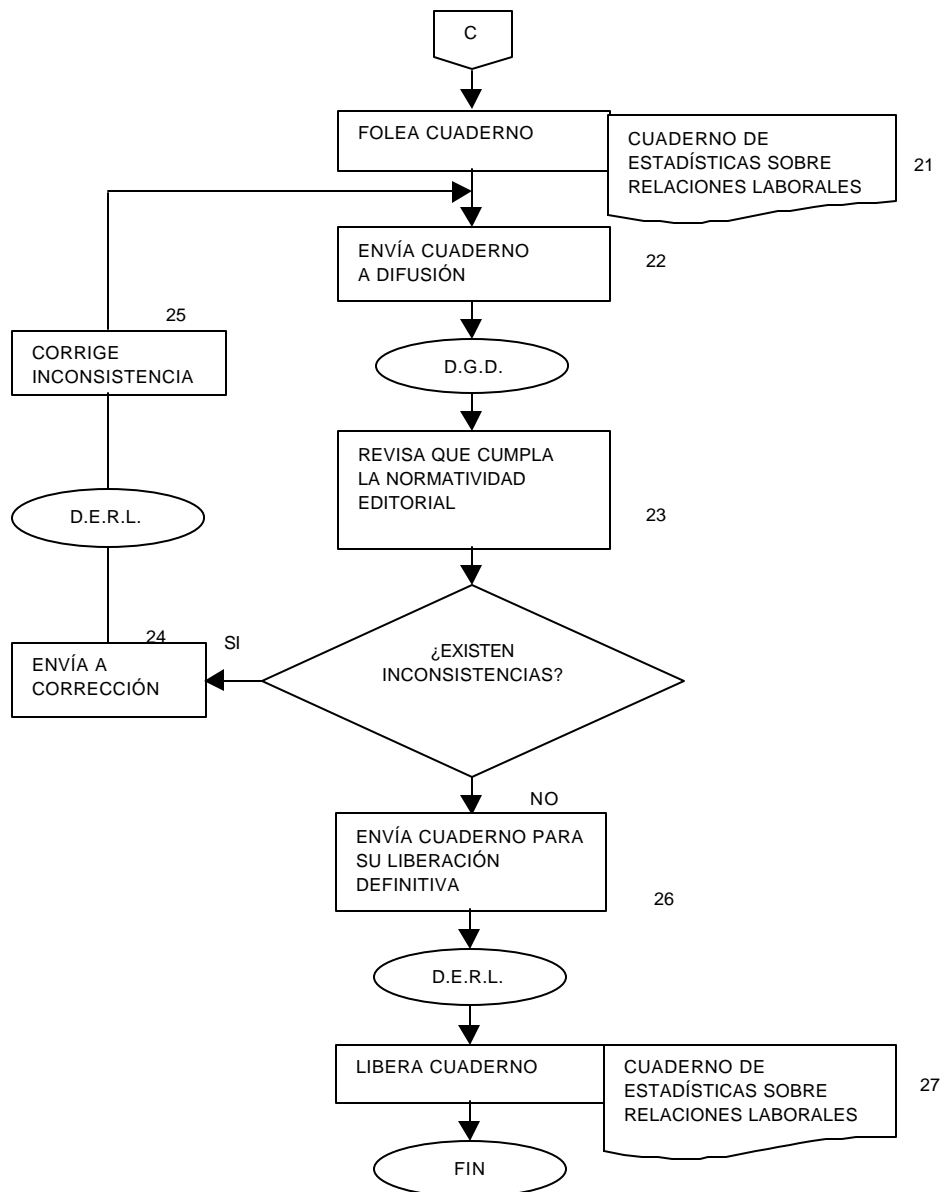 C
FOLEA CUADERNO
CUADERNO DE
ESTADÍSTICAS SOBRE
RELACIONES LABORALES
21
ENVÍA CUADERNO
A DIFUSIÓN
22
25
CORRIGE
INCONSISTENCIA
D.G.D.
REVISA QUE CUMPLA
LA NORMATIVIDAD
EDITORIAL
23
D.E.R.L.
24
SI
ENVÍA A
CORRECCIÓN
¿EXISTEN
INCONSISTENCIAS?
NO
ENVÍA CUADERNO PARA
SU LIBERACIÓN
DEFINITIVA
26
D.E.R.L.
LIBERA CUADERNO
CUADERNO DE
ESTADÍSTICAS SOBRE
RELACIONES LABORALES
27
FIN